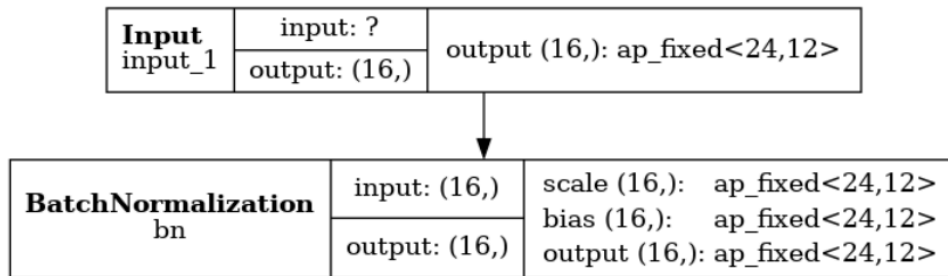 Input
input_1
input: ?
output: (16,)
output (16,): ap_fixed<24,12>
BatchNormalization
bn
input: (16,)
output: (16,)
scale (16,): ap_fixed<24,12>
bias (16,): ap_fixed<24,12>
output (16,): ap_fixed<24,12>